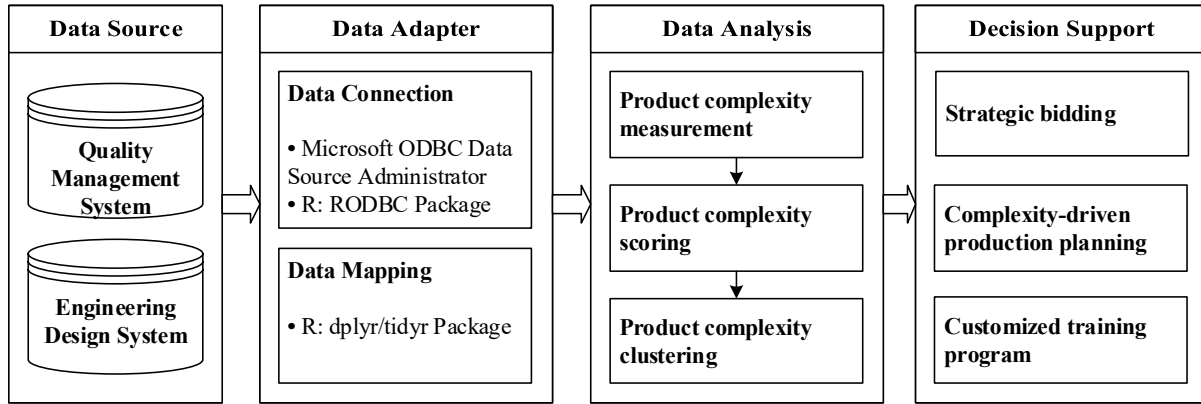 Data Source
Quality
Management
System
Engineering
Design System
Data Adapter
Data Connection
• Microsoft ODBC Data
Source Administrator
• R: RODBC Package
Data Mapping
• R: dplyr/tidyr Package
Data Analysis
Product complexity
measurement
Product complexity
scoring
Product complexity
clustering
Decision Support
Strategic bidding
Complexity-driven
production planning
Customized training
program